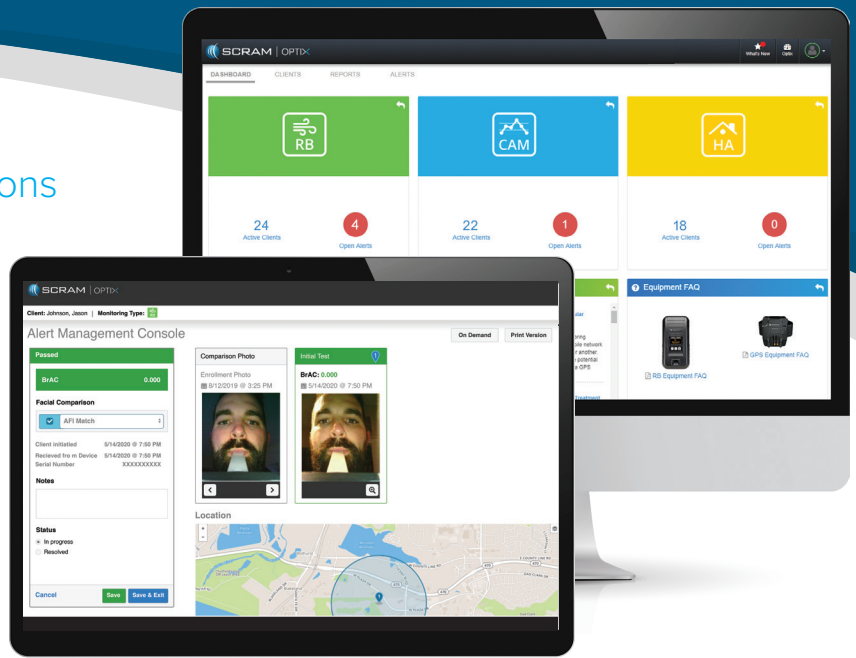 ons
SCRAM | OPTIX
What's New
Optix
DASHBOARD
CLIENTS
REPORTS
ALERTS
RB
CAM
HA
24
Active Clients
4
Open Alerts
22
Active Clients
1
Open Alerts
18
Active Clients
0
Open Alerts
Equipment FAQ
RB Equipment FAQ
GPS Equipment FAQ
SCRAM | OPTIX
Client: Johnson, Jason | Monitoring Type:
Alert Management Console
On Demand
Print Version
Passed
BrAC 0.000
Facial Comparison
AFI Match
Client initiatied 5/14/2020 @ 7:50 PM
Recieved fro m Device 5/14/2020 @ 7:50 PM
Serial Number XXXXXXXXXX
Notes
Status
In progress
Resolved
Cancel
Save
Save & Exit
Comparison Photo
Enrollment Photo
8/12/2019 @ 3:25 PM
Initial Test 1
BrAC: 0.000
5/14/2020 @ 7:50 PM
Location